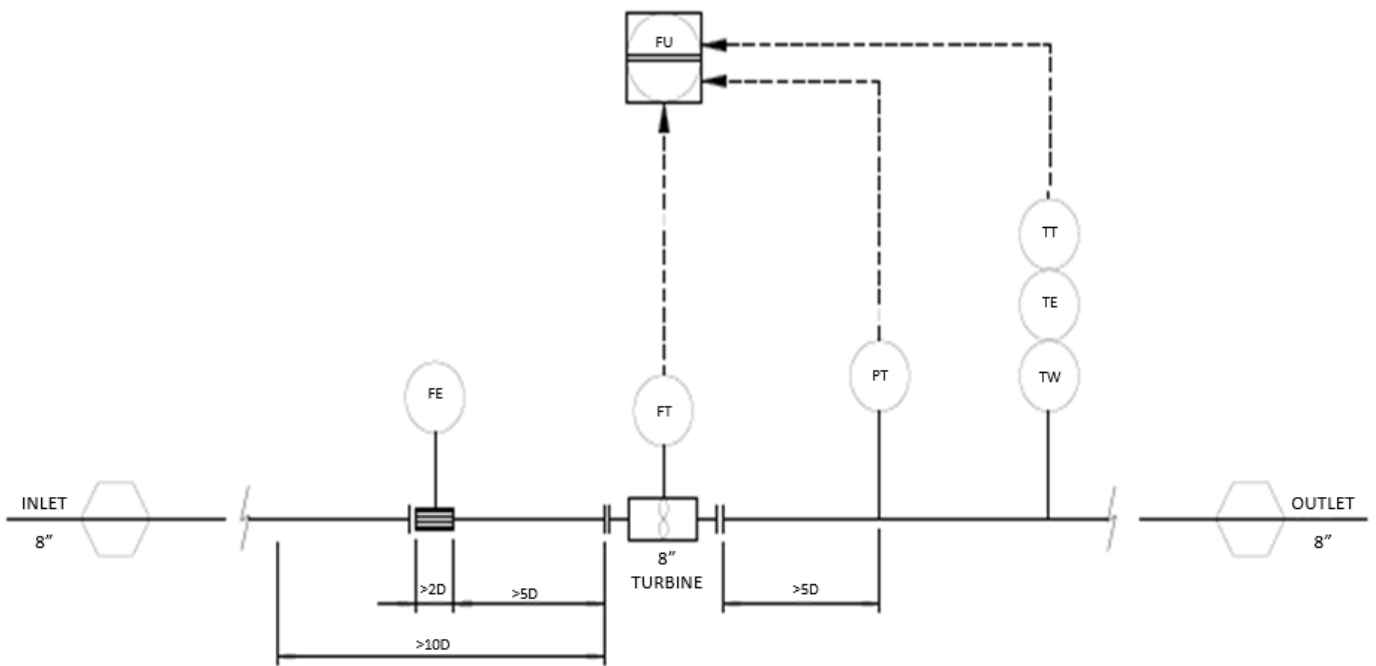 FU
TT
TE
FE
FT
PT
TW
INLET
OUTLET
8”
8”
8”
TURBINE
>2D
>5D
>5D
>10D